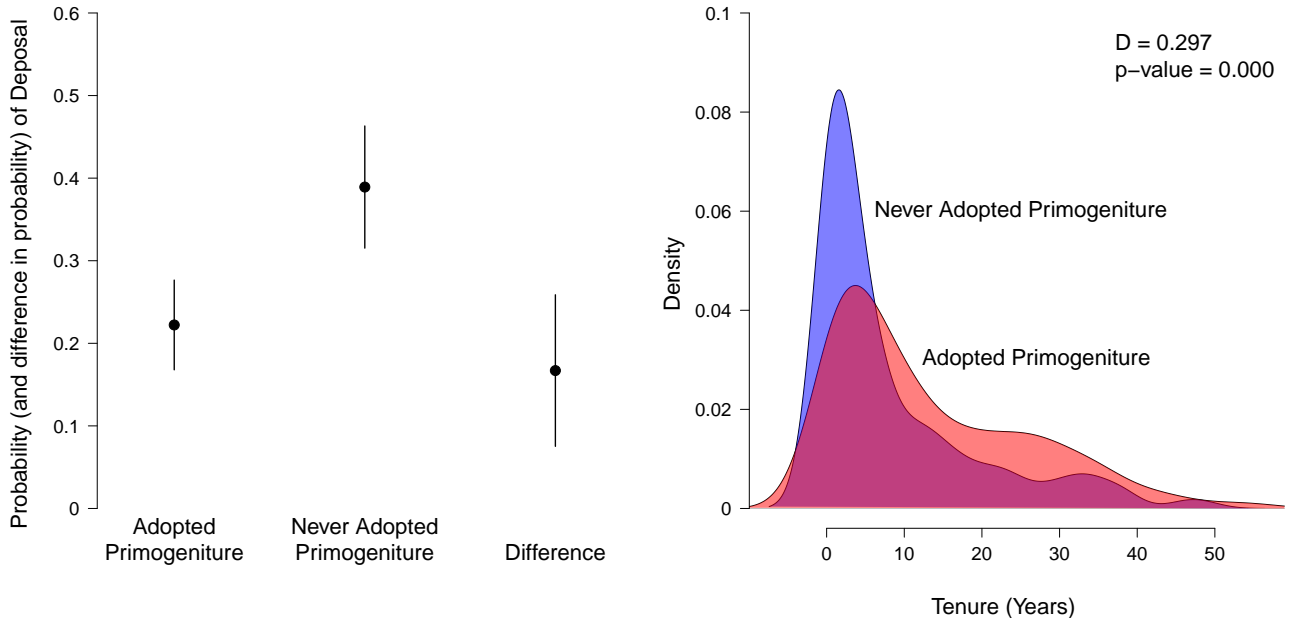 Probability (and difference in probability) of Deposal
0.6
0.5
0.4
0.3
0.2
0.1
0
Adopted
Primogeniture
Never Adopted
Primogeniture
Difference
Density
0.1
0.08
0.06
0.04
0.02
0
D = 0.297
p−value = 0.000
Never Adopted Primogeniture
Adopted Primogeniture
0 10 20 30 40 50
Tenure (Years)